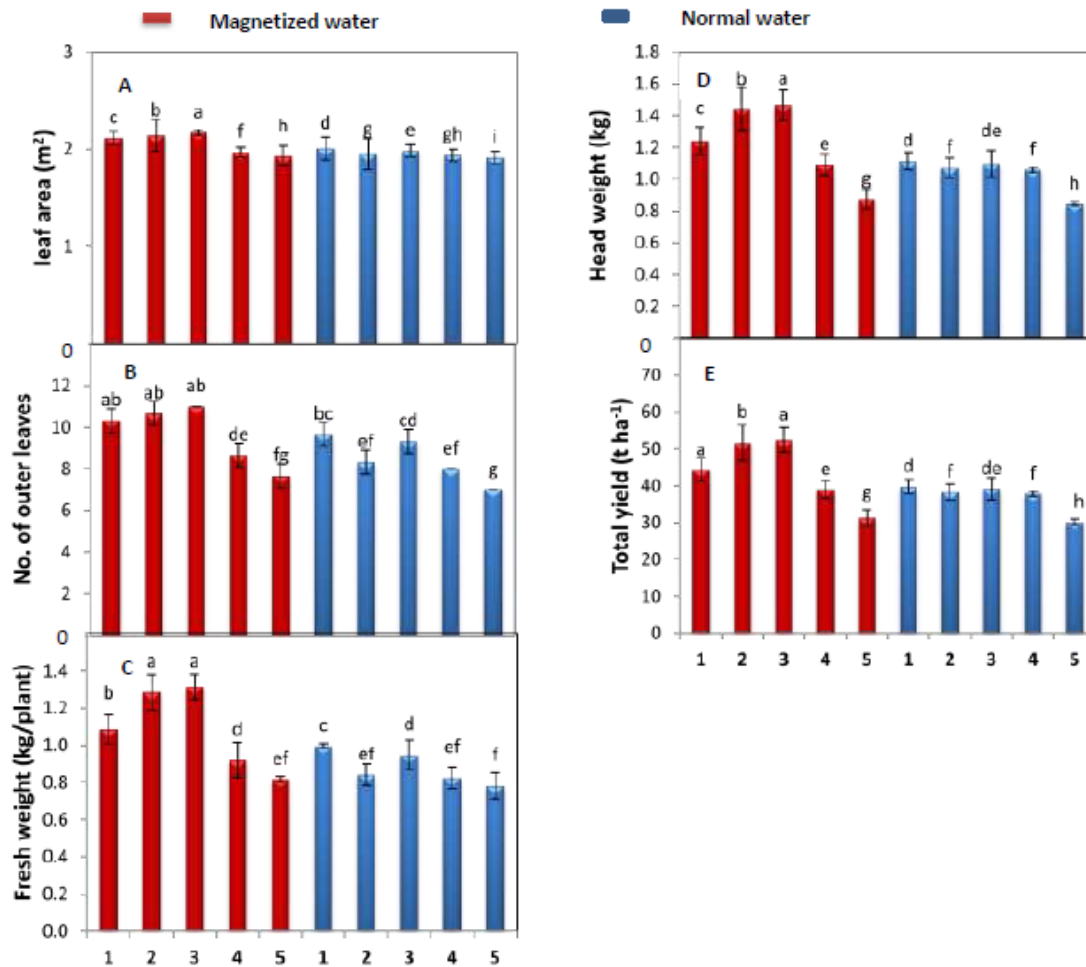 Magnetized water
Normal water
A
leaf area (m²)
3
2
1
0
c b a f h d g e gh i
B
No. of outer leaves
12
10
8
6
4
2
0
ab ab ab de fg bc ef cd ef g
C
Fresh weight (kg/plant)
1.4
1.2
1.0
0.8
0.6
0.4
0.2
0.0
b a a d ef c ef d ef f
1 2 3 4 5 1 2 3 4 5
D
Head weight (kg)
1.8
1.6
1.4
1.2
1.0
0.8
0.6
0.4
0.2
0
c b a e g d f de f h
E
Total yield (t ha⁻¹)
70
60
50
40
30
20
10
0
a b a e g d f de f h
1 2 3 4 5 1 2 3 4 5